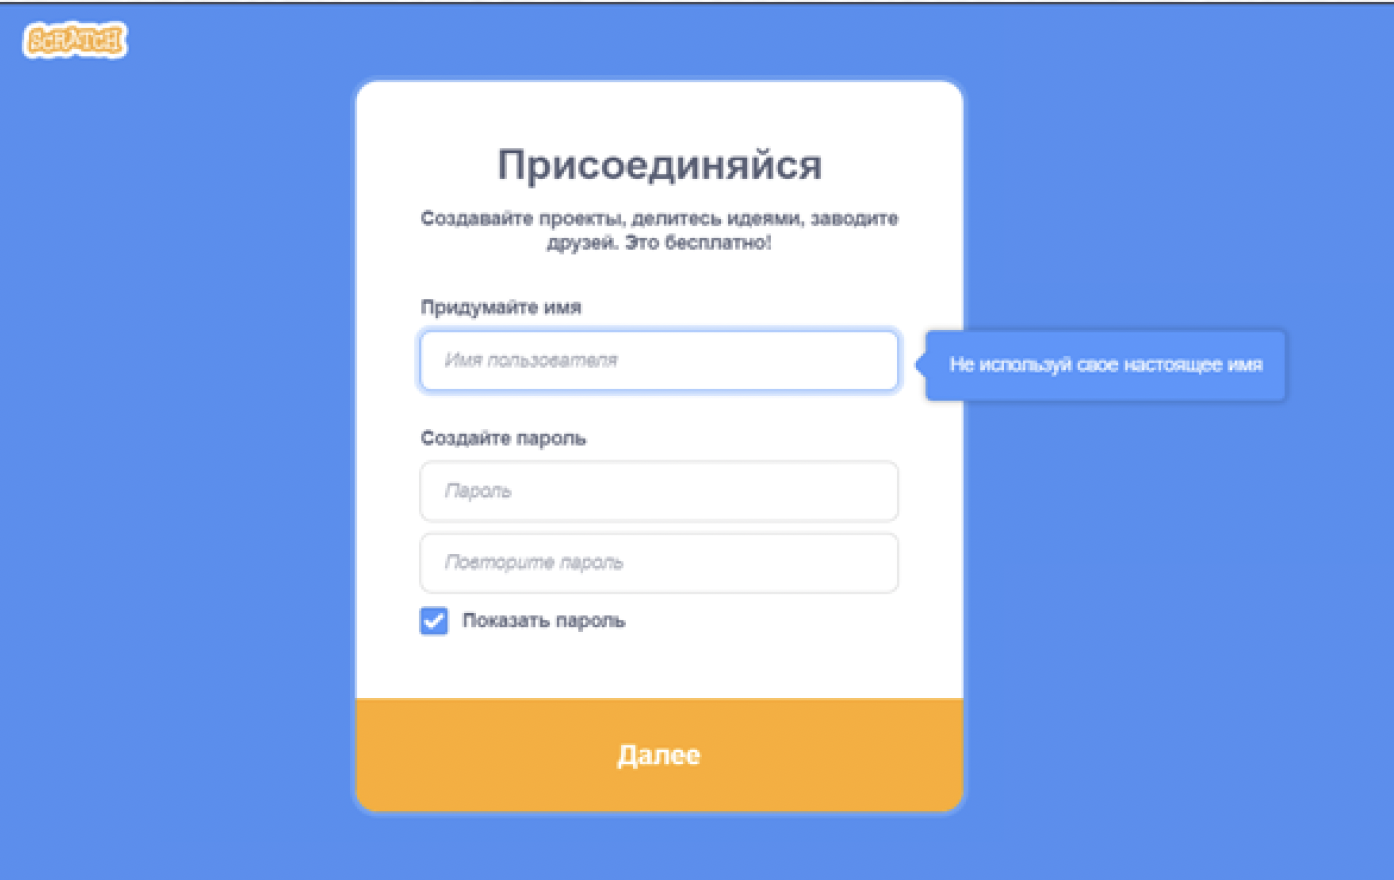 SCRATCH
Присоединяйся
Создавайте проекты, делитесь идеями, заводите
друзей. Это бесплатно!
Придумайте имя
Имя пользователя
Не используй свое настоящее имя
Создайте пароль
Пароль
Повторите пароль
Показать пароль
Далее